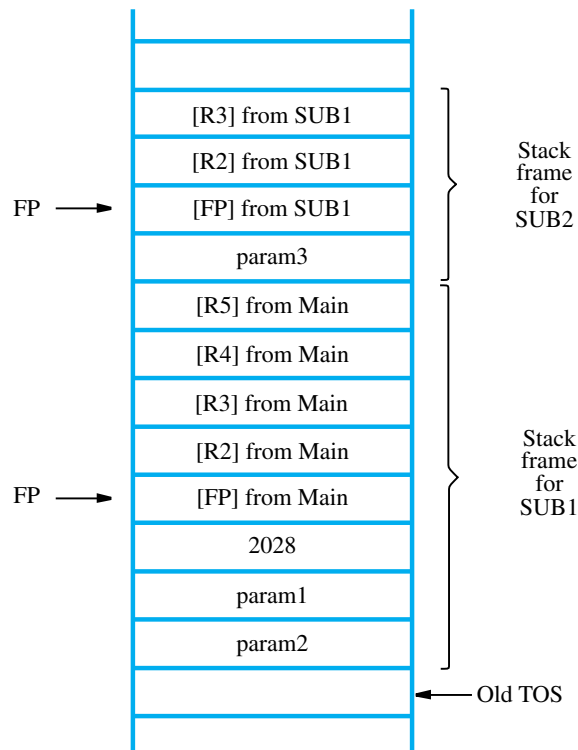 [R3] from SUB1
[R2] from SUB1
FP
[FP] from SUB1
param3
Stack
frame
for
SUB2
[R5] from Main
[R4] from Main
[R3] from Main
[R2] from Main
FP
[FP] from Main
2028
param1
param2
Stack
frame
for
SUB1
Old TOS